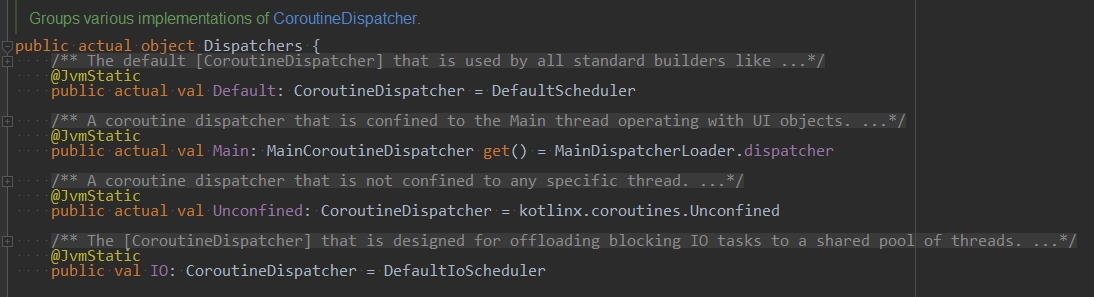 Groups various implementations of CoroutineDispatcher.
public actual object Dispatchers {
/** The default [CoroutineDispatcher] that is used by all standard builders like ...*/
@JvmStatic
public actual val Default: CoroutineDispatcher = DefaultScheduler
/** A coroutine dispatcher that is confined to the Main thread operating with UI objects. ...*/
@JvmStatic
public actual val Main: MainCoroutineDispatcher get() = MainDispatcherLoader.dispatcher
/** A coroutine dispatcher that is not confined to any specific thread. ...*/
@JvmStatic
public actual val Unconfined: CoroutineDispatcher = kotlinx.coroutines.Unconfined
/** The [CoroutineDispatcher] that is designed for offloading blocking IO tasks to a shared pool of threads. ...*/
@JvmStatic
public val IO: CoroutineDispatcher = DefaultIoScheduler